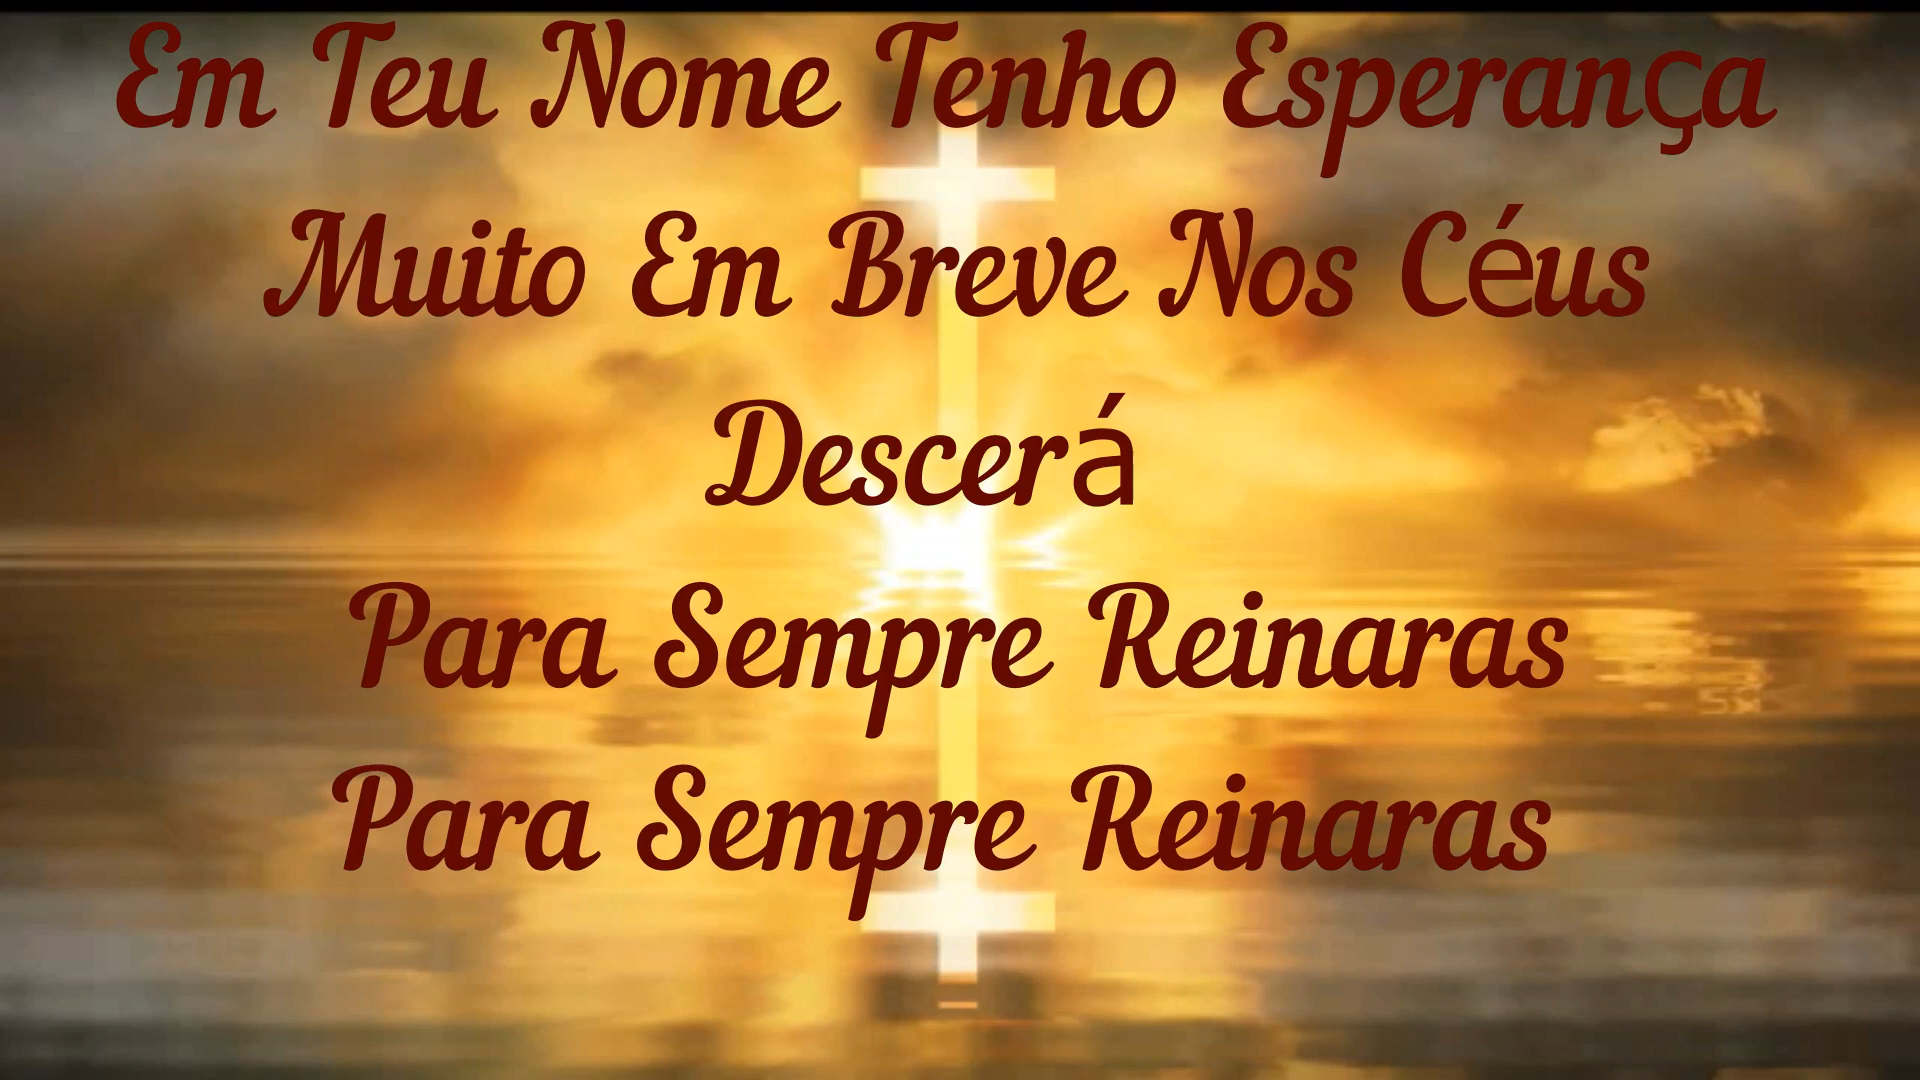 Em Teu Nome Tenho Esperança
Muito Em Breve Nos Céus
Descerá
Para Sempre Reinaras
Para Sempre Reinaras